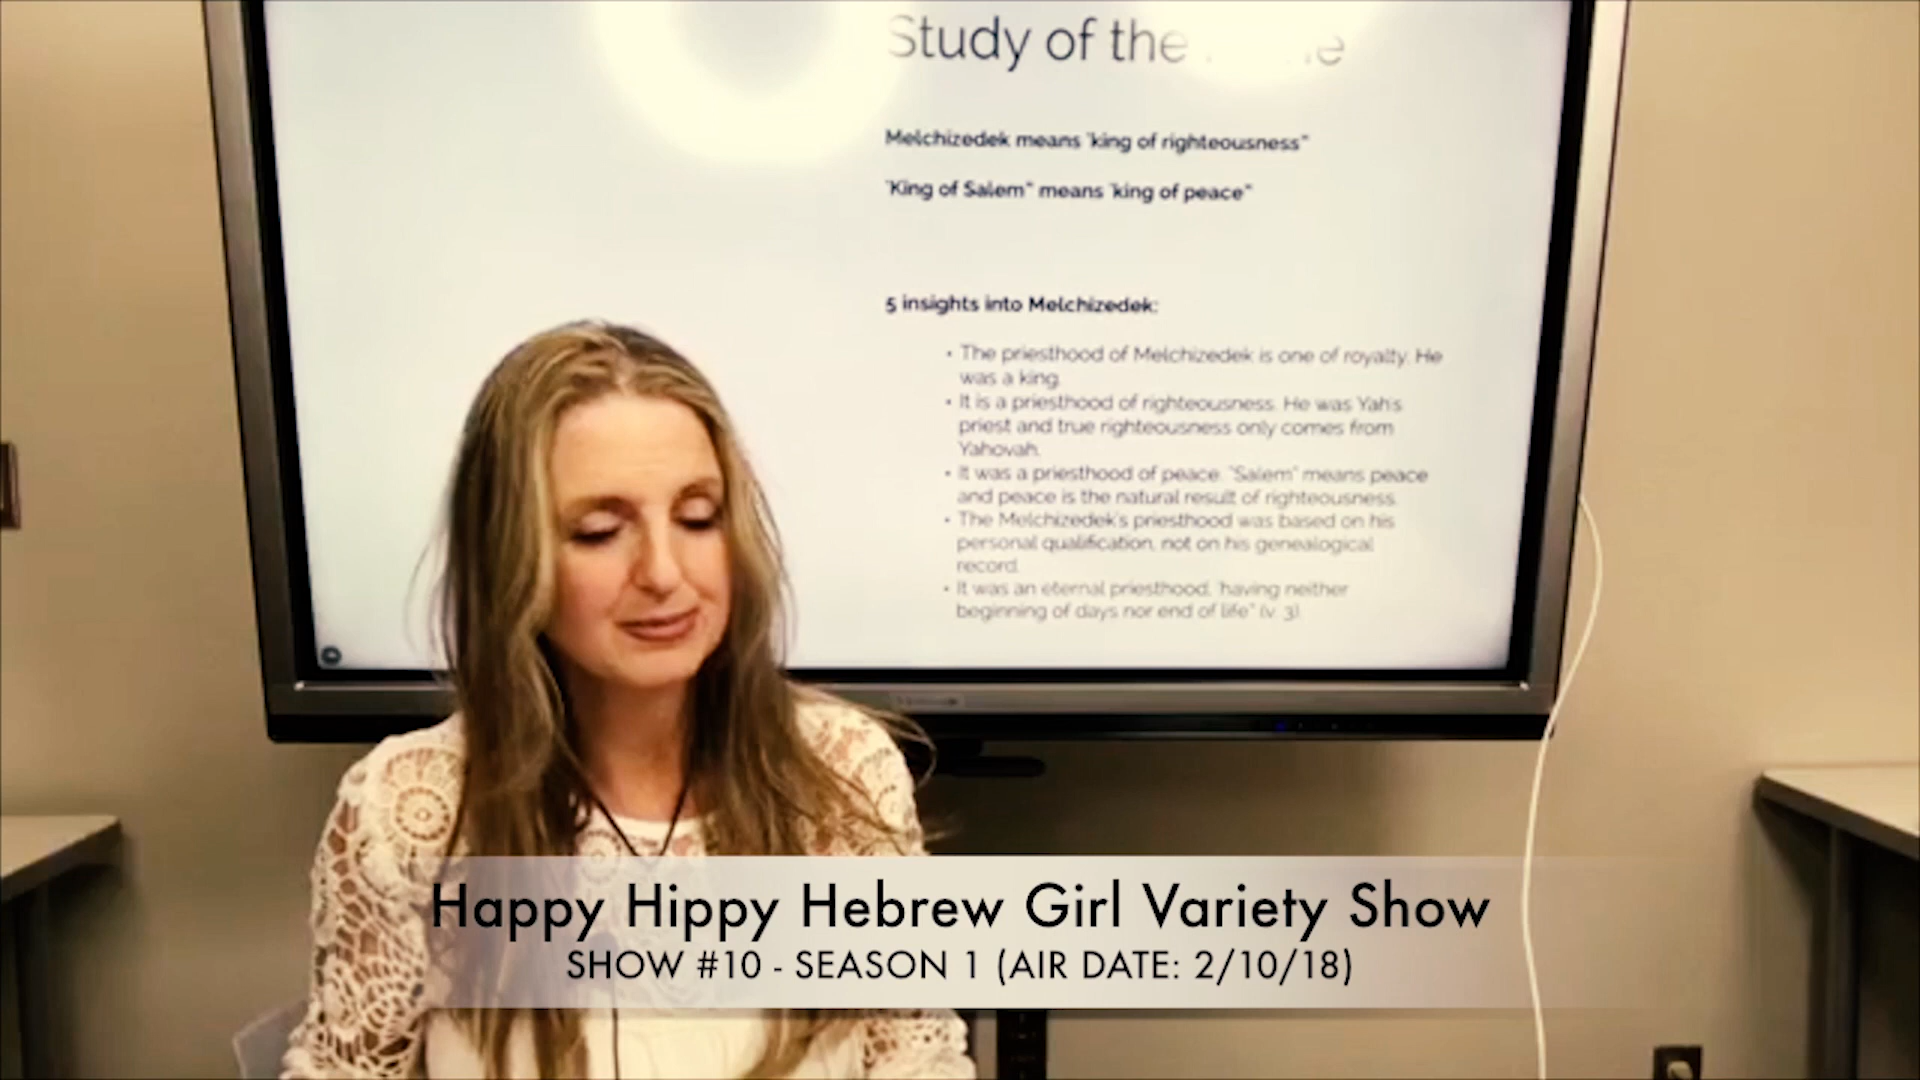 Study of the
Melchizedek means "king of righteousness"
"King of Salem" means "king of peace"
5 insights into Melchizedek:
• The priesthood of Melchizedek is one of royalty. He
was a king.
• It is a priesthood of righteousness. He was Yah's
priest and true righteousness only comes from
Yahovah.
• It was a priesthood of peace. "Salem" means peace
and peace is the natural result of righteousness.
• The Melchizedek's priesthood was based on his
personal qualification, not on his genealogical
record.
• It was an eternal priesthood, "having neither
beginning of days nor end of life" (v. 3).
Happy Hippy Hebrew Girl Variety Show
SHOW #10 - SEASON 1 (AIR DATE: 2/10/18)